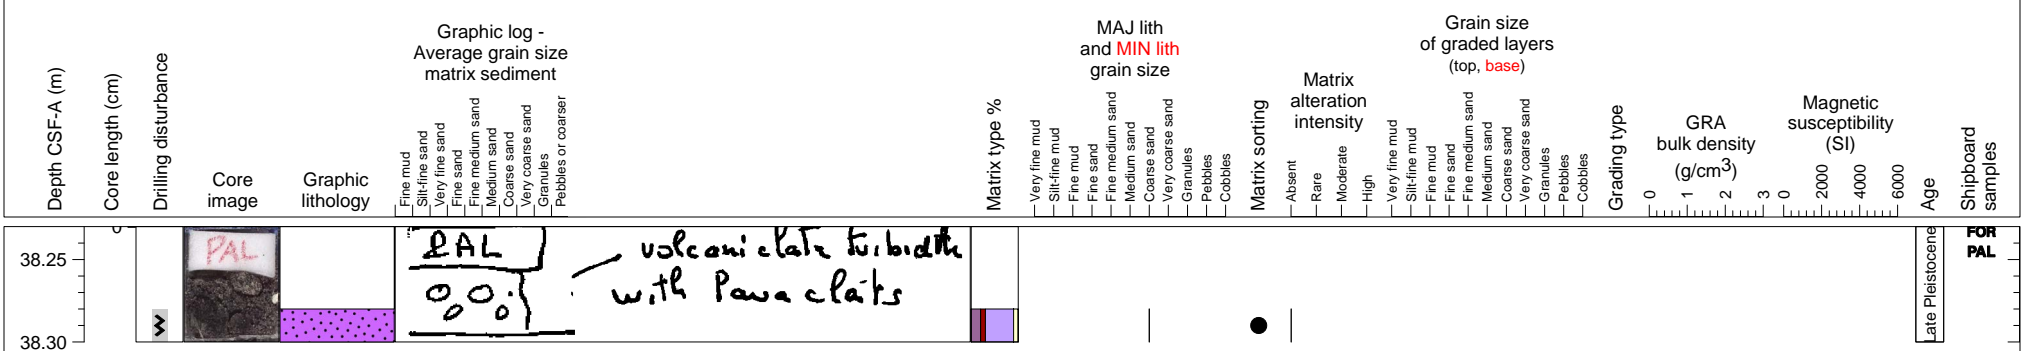 Graphic log -
Average grain size
matrix sediment
MAJ lith
and MIN lith
grain size
Grain size
of graded layers
(top, base)
Matrix
alteration
intensity
GRA
bulk density
(g/cm3)
Magnetic
susceptibility
(SI)
Depth CSF-A (m)
Core length (cm)
Drilling disturbance
Core
image
Graphic
lithology
Fine mud
Silt-fine sand
Very fine sand
Fine sand
Fine medium sand
Medium sand
Coarse sand
Very coarse sand
Granules
Pebbles or coarser
Matrix type %
Very fine mud
Silt-fine mud
Fine mud
Fine sand
Fine medium sand
Medium sand
Coarse sand
Very coarse sand
Granules
Pebbles
Cobbles
Matrix sorting
Absent
Rare
Moderate
High
Very fine mud
Silt-fine mud
Fine mud
Fine sand
Fine medium sand
Medium sand
Coarse sand
Very coarse sand
Granules
Pebbles
Cobbles
Grading type
0 1 2 3
0 2000 4000 6000
Age
Shipboard
samples
0
38.25
38.30
PAL
PAL
with
Late Pleistocene
FOR
PAL